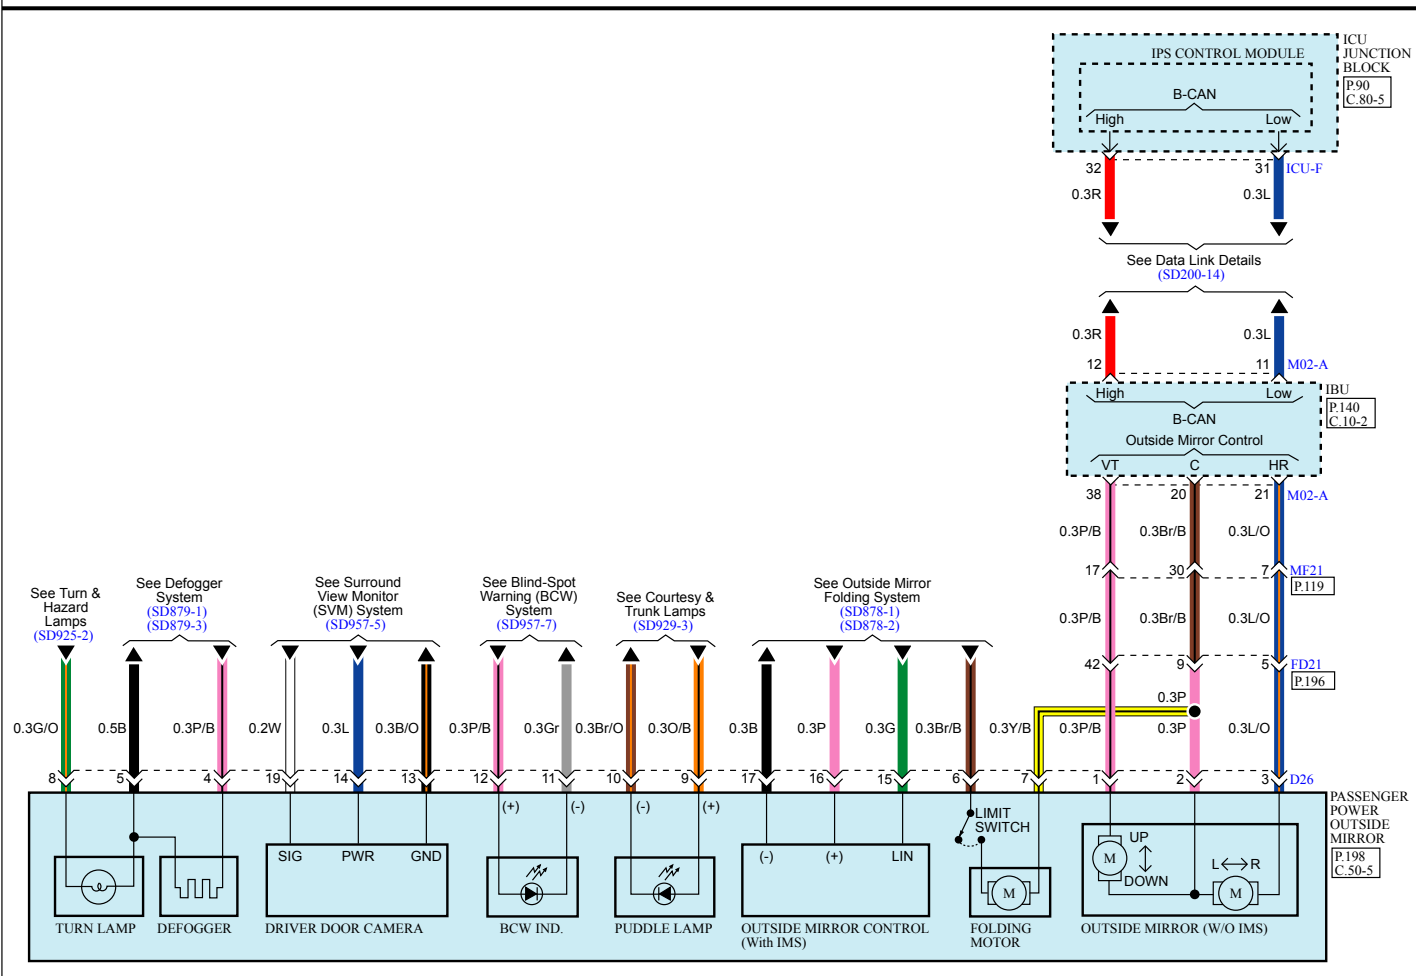 ICU
JUNCTION
BLOCK
P.90
C.80-5
IPS CONTROL MODULE
B-CAN
High Low
32 31 ICU-F
0.3R 0.3L
See Data Link Details
(SD200-14)
0.3R 0.3L
12 11 M02-A
IBU
P.140
C.10-2
High Low
B-CAN
Outside Mirror Control
VT C HR
38 20 21 M02-A
0.3P/B 0.3Br/B 0.3L/O
17 30 7 MF21
P.119
0.3P/B 0.3Br/B 0.3L/O
42 9 5 FD21
P.196
0.3P
See Turn &
Hazard
Lamps
(SD925-2)
See Defogger
System
(SD879-1)
(SD879-3)
See Surround
View Monitor
(SVM) System
(SD957-5)
See Blind-Spot
Warning (BCW)
System
(SD957-7)
See Courtesy &
Trunk Lamps
(SD929-3)
See Outside Mirror
Folding System
(SD878-1)
(SD878-2)
0.3G/O 0.5B 0.3P/B 0.2W 0.3L 0.3B/O 0.3P/B 0.3Gr 0.3Br/O 0.3O/B 0.3B 0.3P 0.3G 0.3Br/B 0.3Y/B 0.3P/B 0.3P 0.3L/O
8 5 4 19 14 13 12 11 10 9 17 16 15 6 7 1 2 3 D26
PASSENGER
POWER
OUTSIDE
MIRROR
P.198
C.50-5
(+) (-) (-) (+)
LIMIT
SWITCH
SIG PWR GND
(-) (+) LIN
UP
DOWN
L R
M M M
TURN LAMP
DEFOGGER
DRIVER DOOR CAMERA
BCW IND.
PUDDLE LAMP
OUTSIDE MIRROR CONTROL
(With IMS)
FOLDING
MOTOR
OUTSIDE MIRROR (W/O IMS)